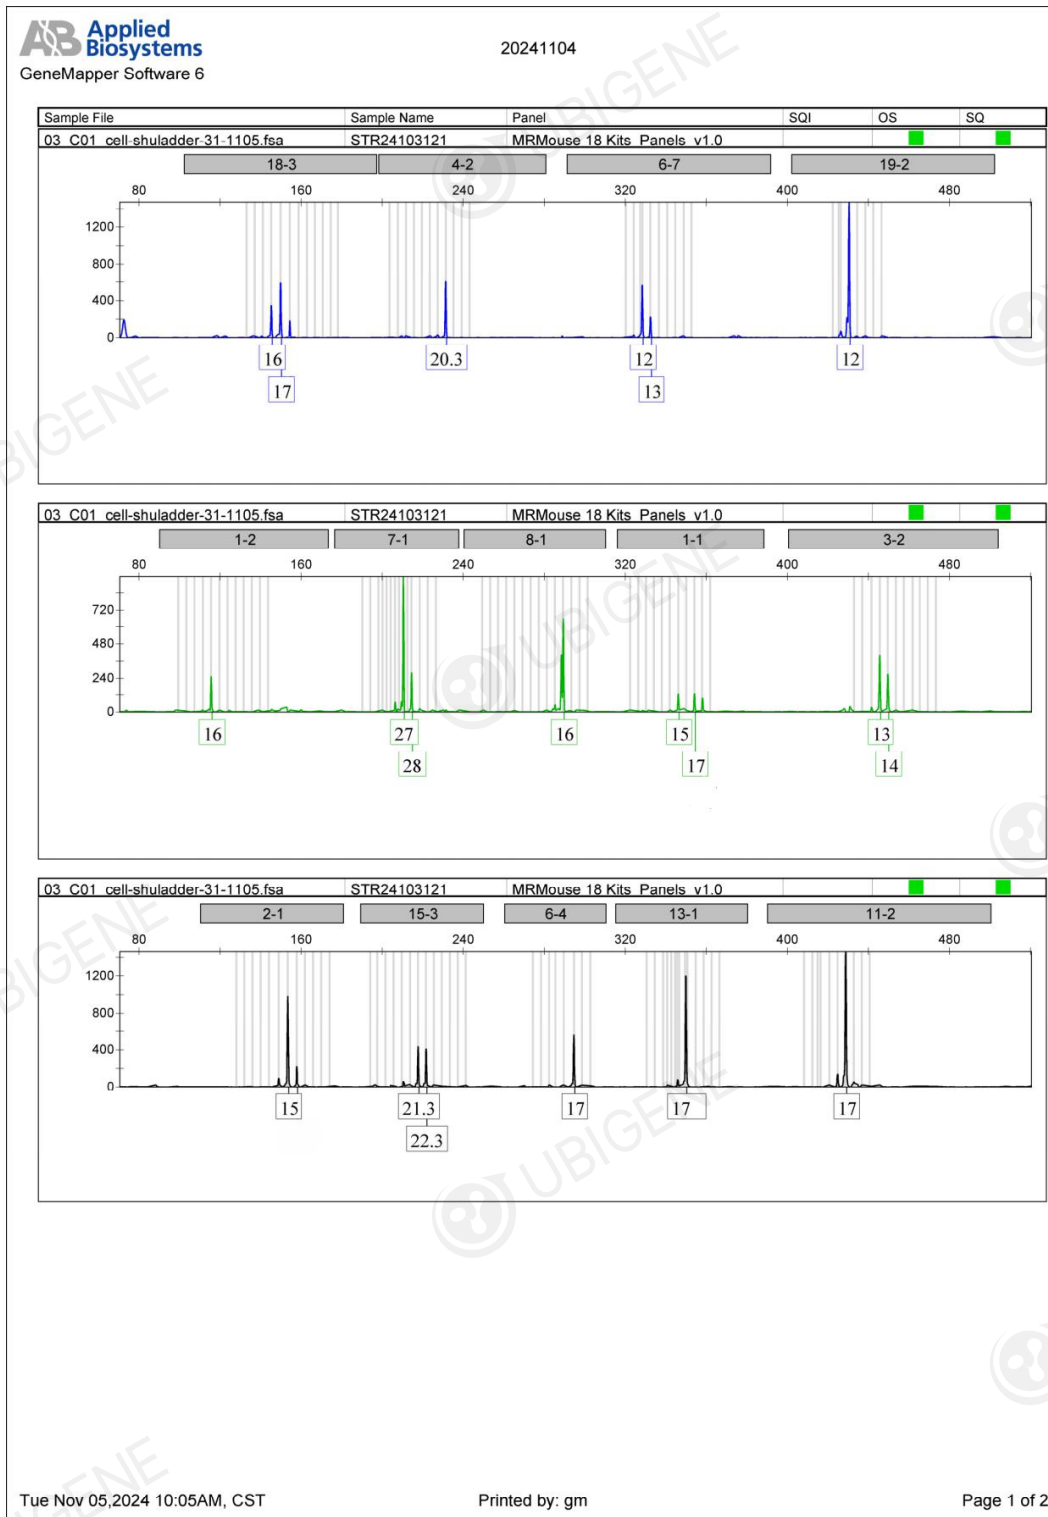 AB Applied Biosystems
GeneMapper Software 6
20241104
Sample File Sample Name Panel SQI OS SQ
03_C01_cell-shuladder-31-1105.fsa STR24103121 MRMouse 18 Kits_Panels_v1.0
18-3 4-2 6-7 19-2
80 160 240 320 400 480
1200
800
400
0
16 20.3 12 12
17 13
03_C01_cell-shuladder-31-1105.fsa STR24103121 MRMouse 18 Kits_Panels_v1.0
1-2 7-1 8-1 1-1 3-2
80 160 240 320 400 480
720
480
240
0
16 27 16 15 13
28 17 14
03_C01_cell-shuladder-31-1105.fsa STR24103121 MRMouse 18 Kits_Panels_v1.0
2-1 15-3 6-4 13-1 11-2
80 160 240 320 400 480
1200
800
400
0
15 21.3 17 17 17
22.3
Tue Nov 05,2024 10:05AM, CST Printed by: gm Page 1 of 2
UBIGENE
UBIGENE
UBIGENE
UBIGENE
UBIGENE
UBIGENE